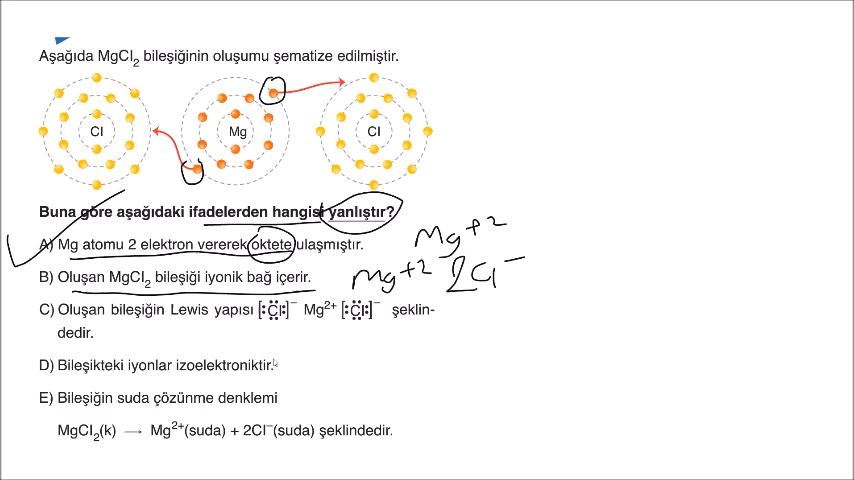 Aşağıda MgCl₂ bileşiğinin oluşumu şematize edilmiştir.
Cl Mg Cl
Buna göre aşağıdaki ifadelerden hangisi yanlıştır?
Mg+2
A) Mg atomu 2 elektron vererek oktete ulaşmıştır.
Mg+2 2Cl⁻
B) Oluşan MgCl₂ bileşiği iyonik bağ içerir.
C) Oluşan bileşiğin Lewis yapısı [:Cl:]⁻ Mg²⁺ [:Cl:]⁻ şeklin-
dedir.
D) Bileşikteki iyonlar izoelektroniktir.
E) Bileşiğin suda çözünme denklemi
MgCl₂(k) → Mg²⁺(suda) + 2Cl⁻(suda) şeklindedir.